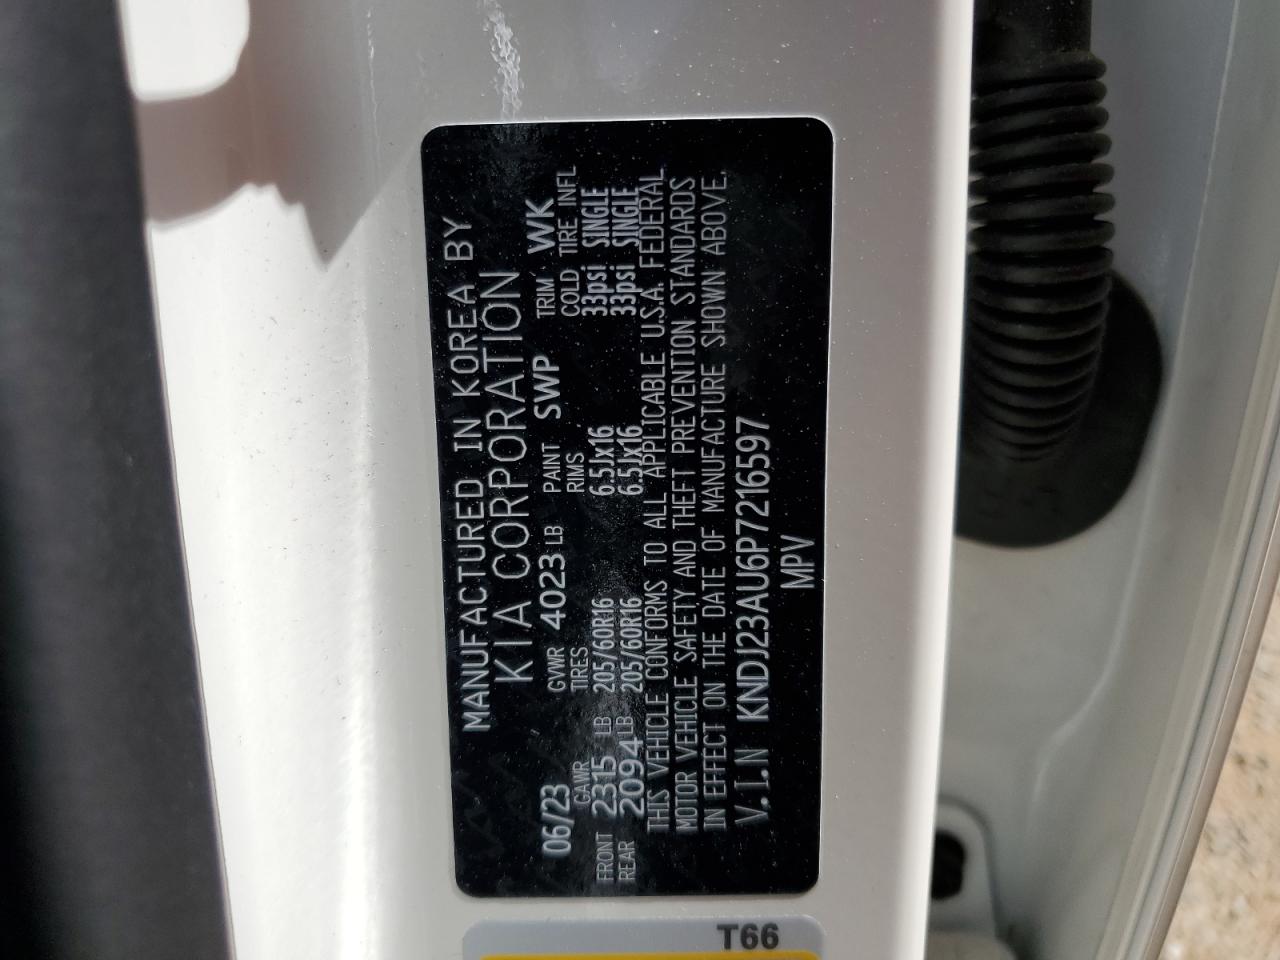 MANUFACTURED IN KOREA BY
KIA CORPORATION
06/23 GVWR 4023 LB PAINT SWP TRIM WK
GAWR TIRES RIMS COLD TIRE INFL
FRONT 2315 LB 205/60R16 6.5Jx16 33psi SINGLE
REAR 2094 LB 205/60R16 6.5Jx16 33psi SINGLE
THIS VEHICLE CONFORMS TO ALL APPLICABLE U.S.A. FEDERAL
MOTOR VEHICLE SAFETY AND THEFT PREVENTION STANDARDS
IN EFFECT ON THE DATE OF MANUFACTURE SHOWN ABOVE.
V.I.N KNDJ23AU6P7216597
MPV
T66